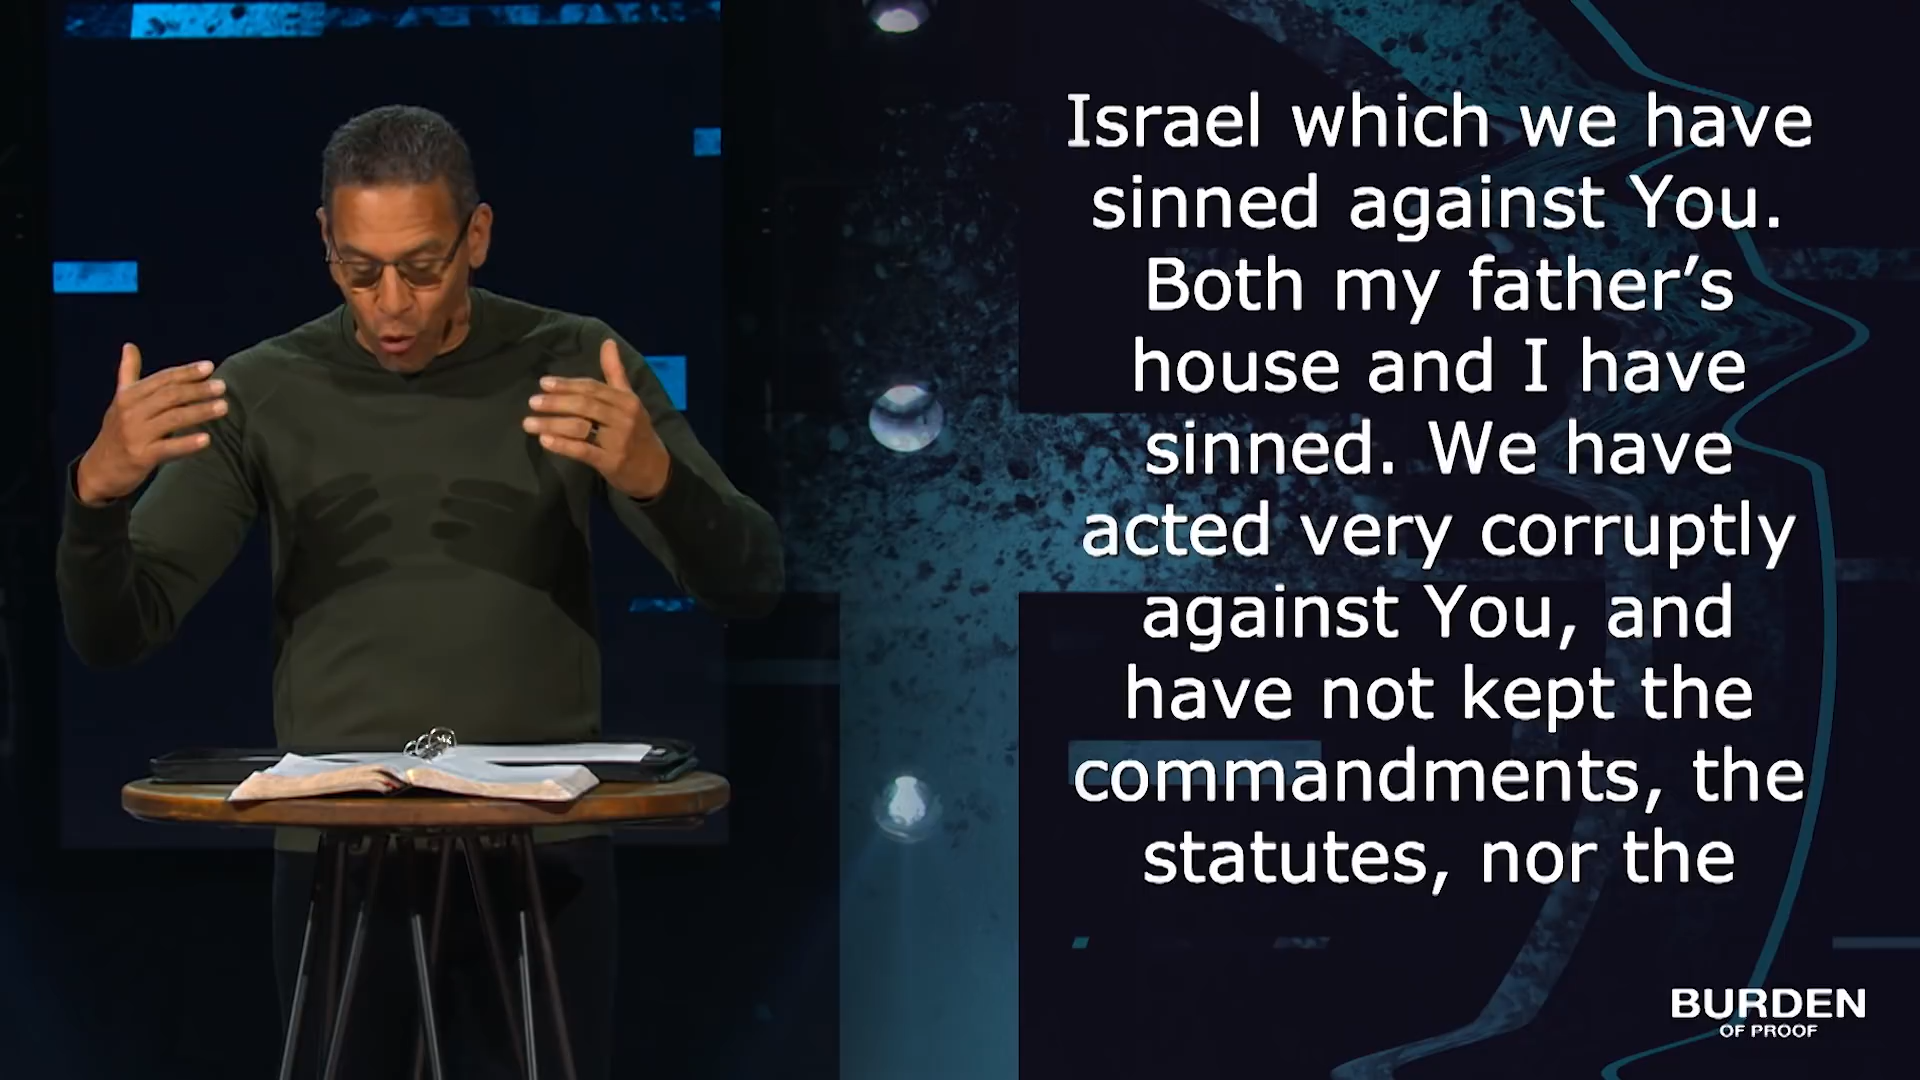 Israel which we have
sinned against You.
Both my father’s
house and I have
sinned. We have
acted very corruptly
against You, and
have not kept the
commandments, the
statutes, nor the
BURDEN
OF PROOF